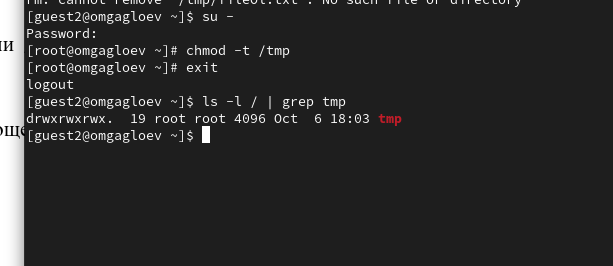 rm: cannot remove '/tmp/file01.txt': No such file or directory
[guest2@omgagloev ~]$ su -
Password:
[root@omgagloev ~]# chmod -t /tmp
[root@omgagloev ~]# exit
logout
[guest2@omgagloev ~]$ ls -l / | grep tmp
drwxrwxrwx.  19 root root 4096 Oct  6 18:03 tmp
[guest2@omgagloev ~]$